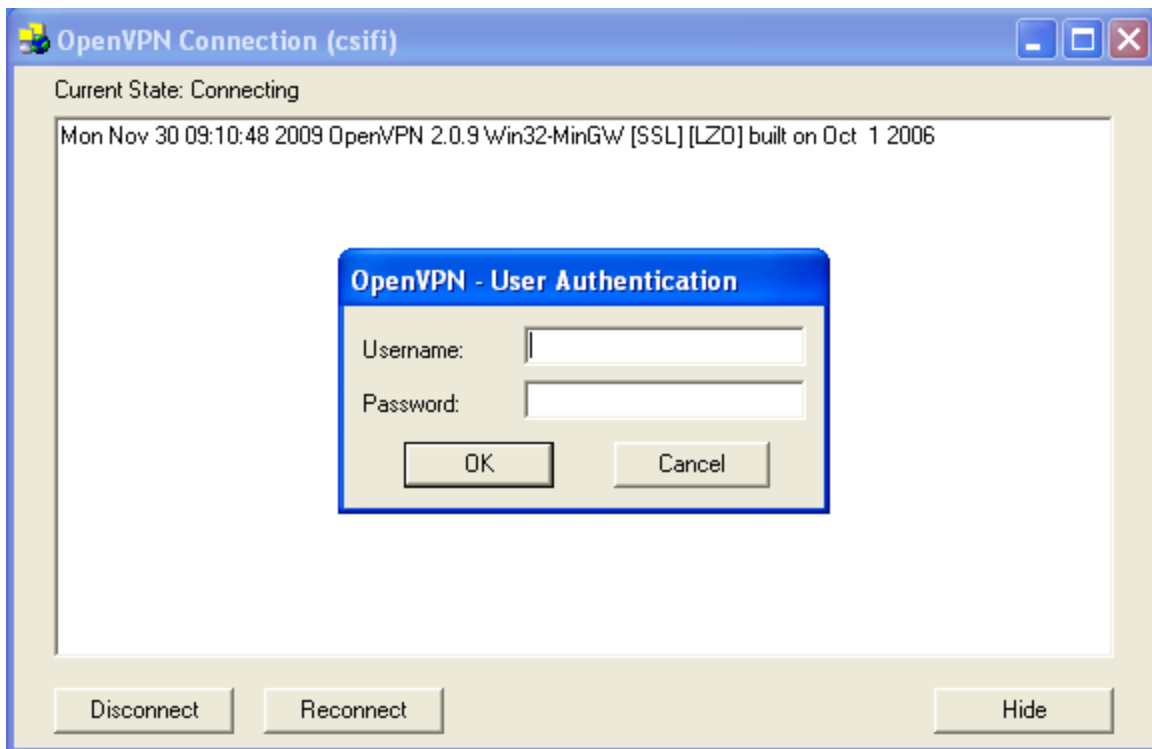 OpenVPN Connection (csifi)
Current State: Connecting
Mon Nov 30 09:10:48 2009 OpenVPN 2.0.9 Win32-MinGW [SSL] [LZO] built on Oct  1 2006
OpenVPN - User Authentication
Username:
Password:
OK Cancel
Disconnect Reconnect Hide